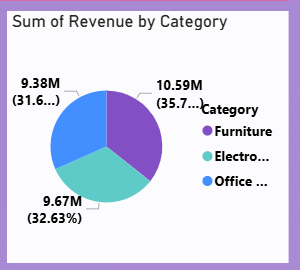 Sum of Revenue by Category
9.38M
(31.6...)
10.59M
(35.7...)
Category
Furniture
Electro...
Office ...
9.67M
(32.63%)